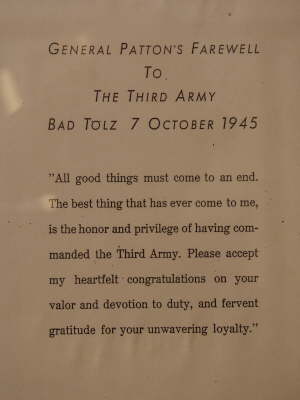 GENERAL PATTON'S FAREWELL
TO
THE THIRD ARMY
BAD TÖLZ 7 OCTOBER 1945
"All good things must come to an end.
The best thing that has ever come to me,
is the honor and privilege of having com-
manded the Third Army. Please accept
my heartfelt congratulations on your
valor and devotion to duty, and fervent
gratitude for your unwavering loyalty."